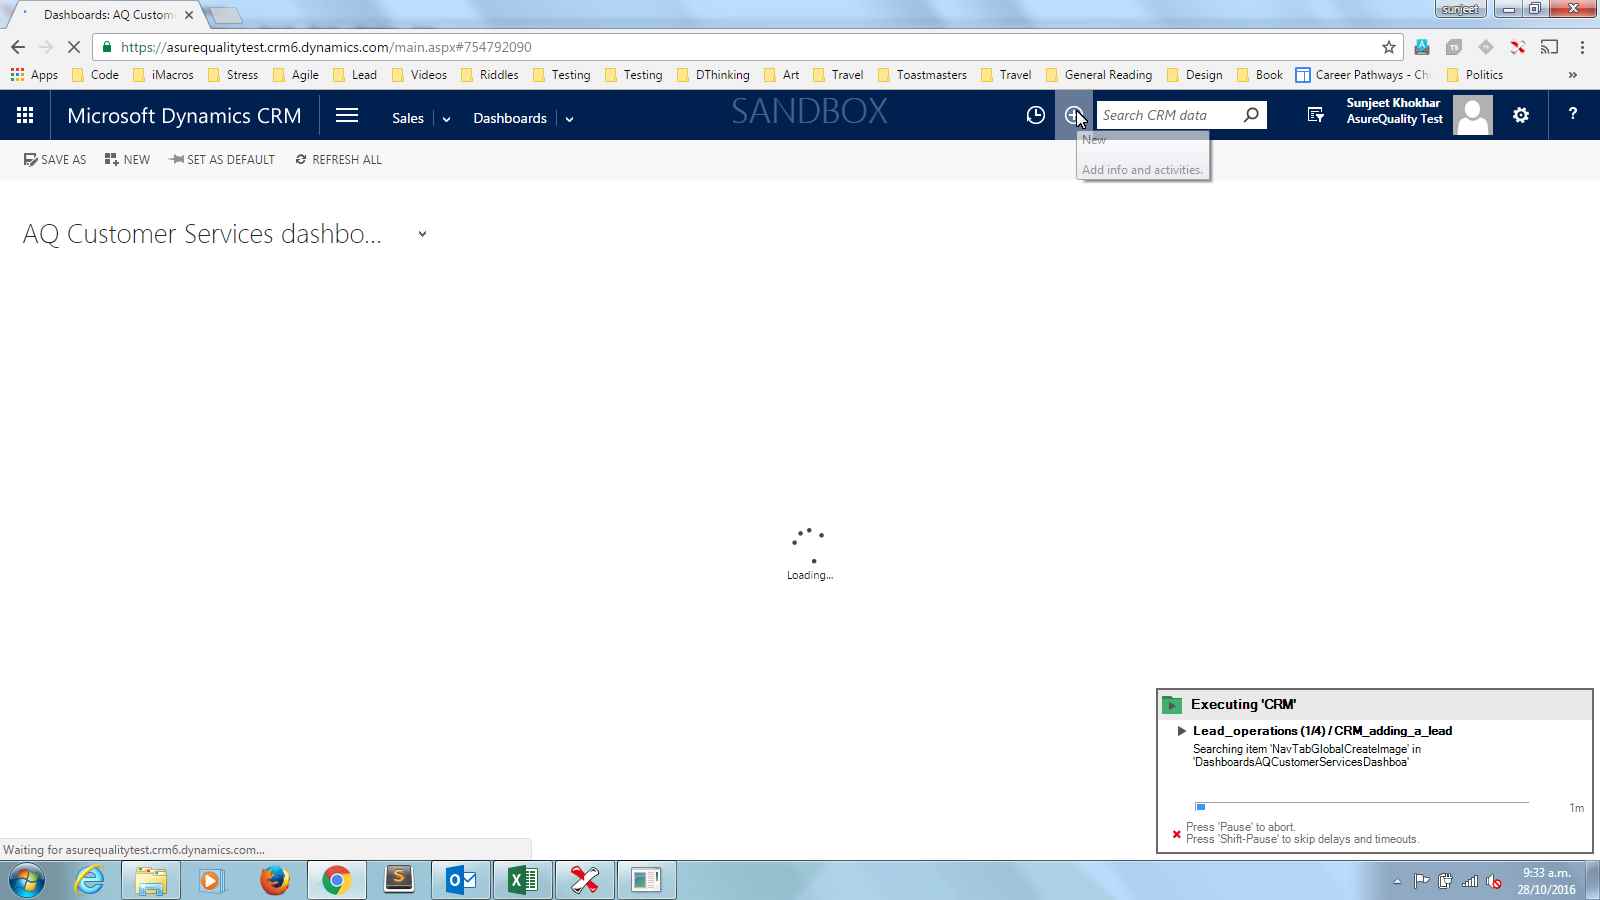 Dashboards: AQ Custom
sunjeet
https://asurequalitytest.crm6.dynamics.com/main.aspx#754792090
Apps Code iMacros Stress Agile Lead Videos Riddles Testing Testing DThinking Art Travel Toastmasters Travel General Reading Design Book Career Pathways - Ch Politics »
Microsoft Dynamics CRM Sales Dashboards SANDBOX Search CRM data Sunjeet Khokhar ?
AsureQuality Test
SAVE AS NEW SET AS DEFAULT REFRESH ALL
New
Add info and activities.
AQ Customer Services dashbo...
Loading...
Executing 'CRM'
Lead_operations (1/4) / CRM_adding_a_lead
Searching item 'NavTabGlobalCreateImage' in
'DashboardsAQCustomerServicesDashboa'
1m
Press 'Pause' to abort.
Press 'Shift-Pause' to skip delays and timeouts.
Waiting for asurequalitytest.crm6.dynamics.com...
9:33 a.m.
28/10/2016